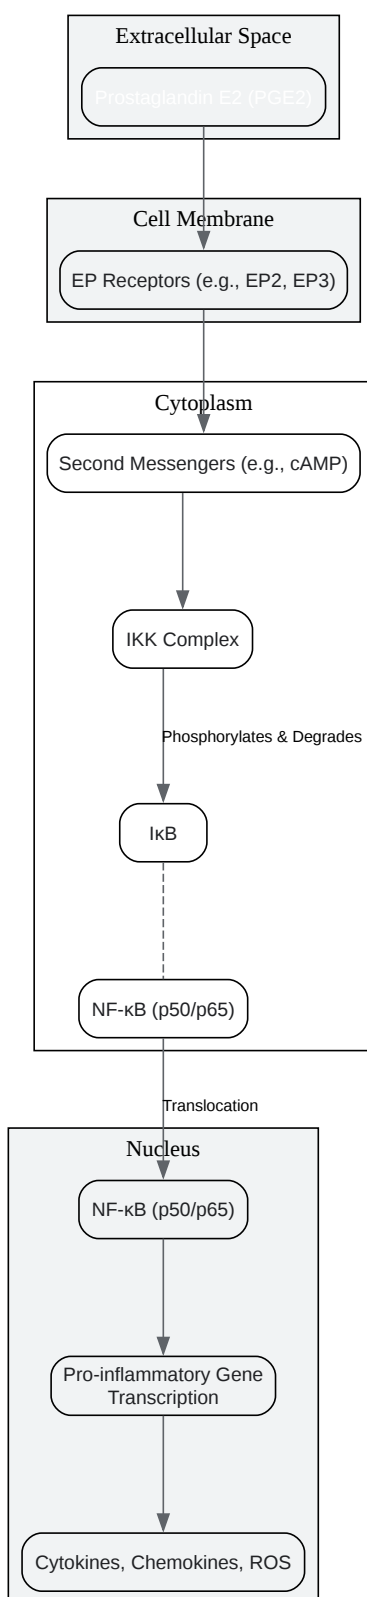 Extracellular Space
Prostaglandin E2 (PGE2)
Cell Membrane
EP Receptors (e.g., EP2, EP3)
Cytoplasm
Second Messengers (e.g., cAMP)
IKK Complex
Phosphorylates & Degrades
IκB
NF-κB (p50/p65)
Translocation
Nucleus
NF-κB (p50/p65)
Pro-inflammatory Gene
Transcription
Cytokines, Chemokines, ROS